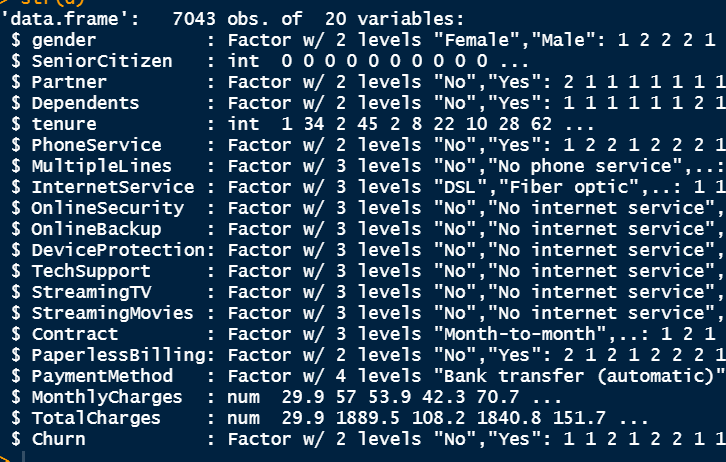 > str(d)
'data.frame':   7043 obs. of  20 variables:
 $ gender          : Factor w/ 2 levels "Female","Male": 1 2 2 2 1
 $ SeniorCitizen   : int  0 0 0 0 0 0 0 0 0 0 ...
 $ Partner         : Factor w/ 2 levels "No","Yes": 2 1 1 1 1 1 1 1
 $ Dependents      : Factor w/ 2 levels "No","Yes": 1 1 1 1 1 1 2 1
 $ tenure          : int  1 34 2 45 2 8 22 10 28 62 ...
 $ PhoneService    : Factor w/ 2 levels "No","Yes": 1 2 2 1 2 2 2 1
 $ MultipleLines   : Factor w/ 3 levels "No","No phone service",..:
 $ InternetService : Factor w/ 3 levels "DSL","Fiber optic",..: 1 1
 $ OnlineSecurity  : Factor w/ 3 levels "No","No internet service",
 $ OnlineBackup    : Factor w/ 3 levels "No","No internet service",
 $ DeviceProtection: Factor w/ 3 levels "No","No internet service",
 $ TechSupport     : Factor w/ 3 levels "No","No internet service",
 $ StreamingTV     : Factor w/ 3 levels "No","No internet service",
 $ StreamingMovies : Factor w/ 3 levels "No","No internet service",
 $ Contract        : Factor w/ 3 levels "Month-to-month",..: 1 2 1
 $ PaperlessBilling: Factor w/ 2 levels "No","Yes": 2 1 2 1 2 2 2 1
 $ PaymentMethod   : Factor w/ 4 levels "Bank transfer (automatic)"
 $ MonthlyCharges  : num  29.9 57 53.9 42.3 70.7 ...
 $ TotalCharges    : num  29.9 1889.5 108.2 1840.8 151.7 ...
 $ Churn           : Factor w/ 2 levels "No","Yes": 1 1 2 1 2 2 1 1
>